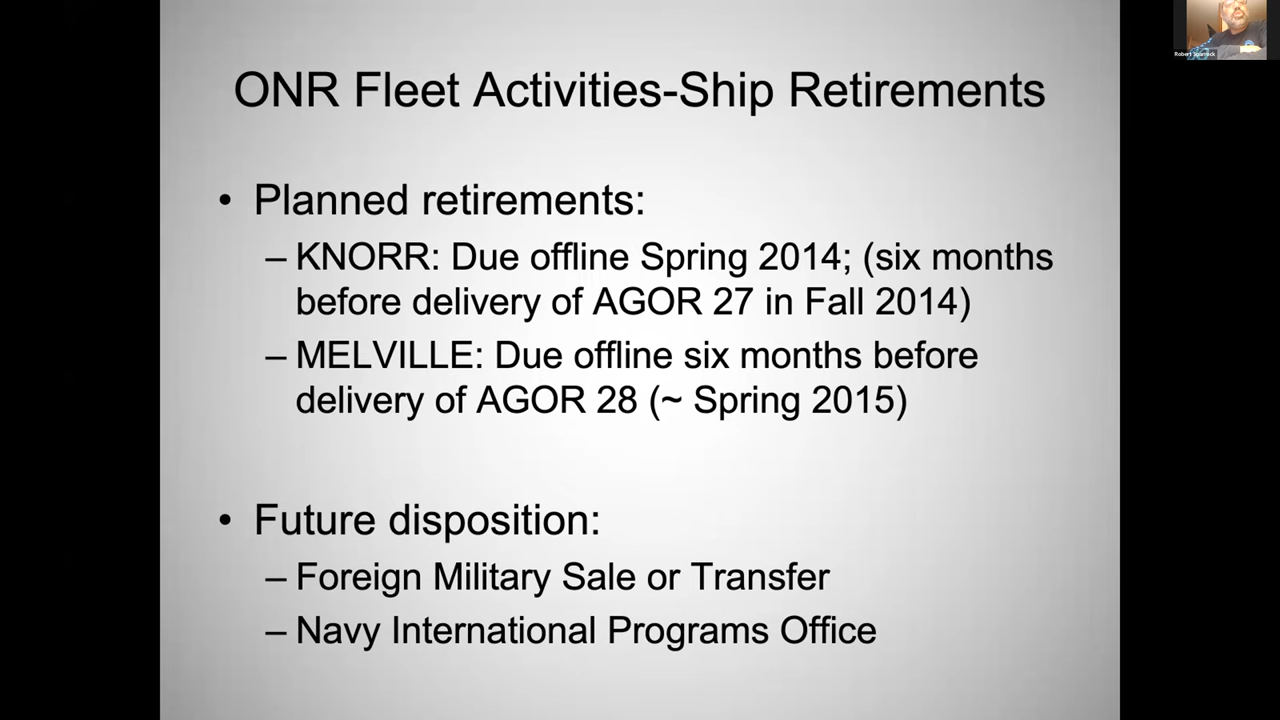 ONR Fleet Activities-Ship Retirements
• Planned retirements:
– KNORR: Due offline Spring 2014; (six months
before delivery of AGOR 27 in Fall 2014)
– MELVILLE: Due offline six months before
delivery of AGOR 28 (~ Spring 2015)
• Future disposition:
– Foreign Military Sale or Transfer
– Navy International Programs Office
Robert